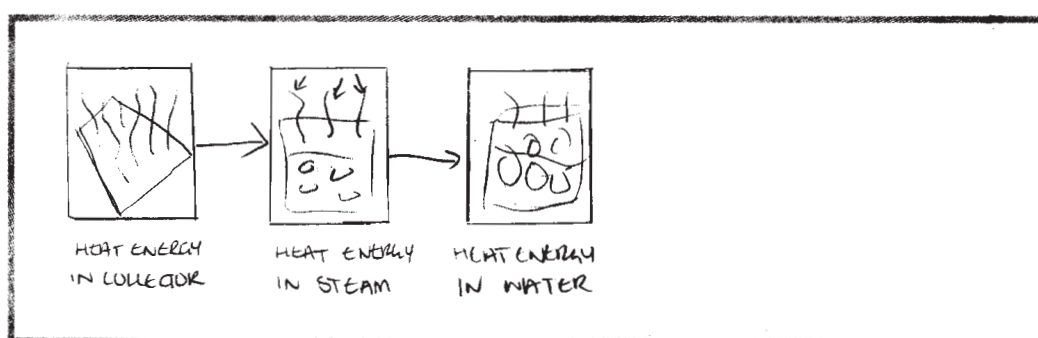 HEAT ENERGY
IN COLLECTOR
HEAT ENERGY
IN STEAM
HEAT ENERGY
IN WATER